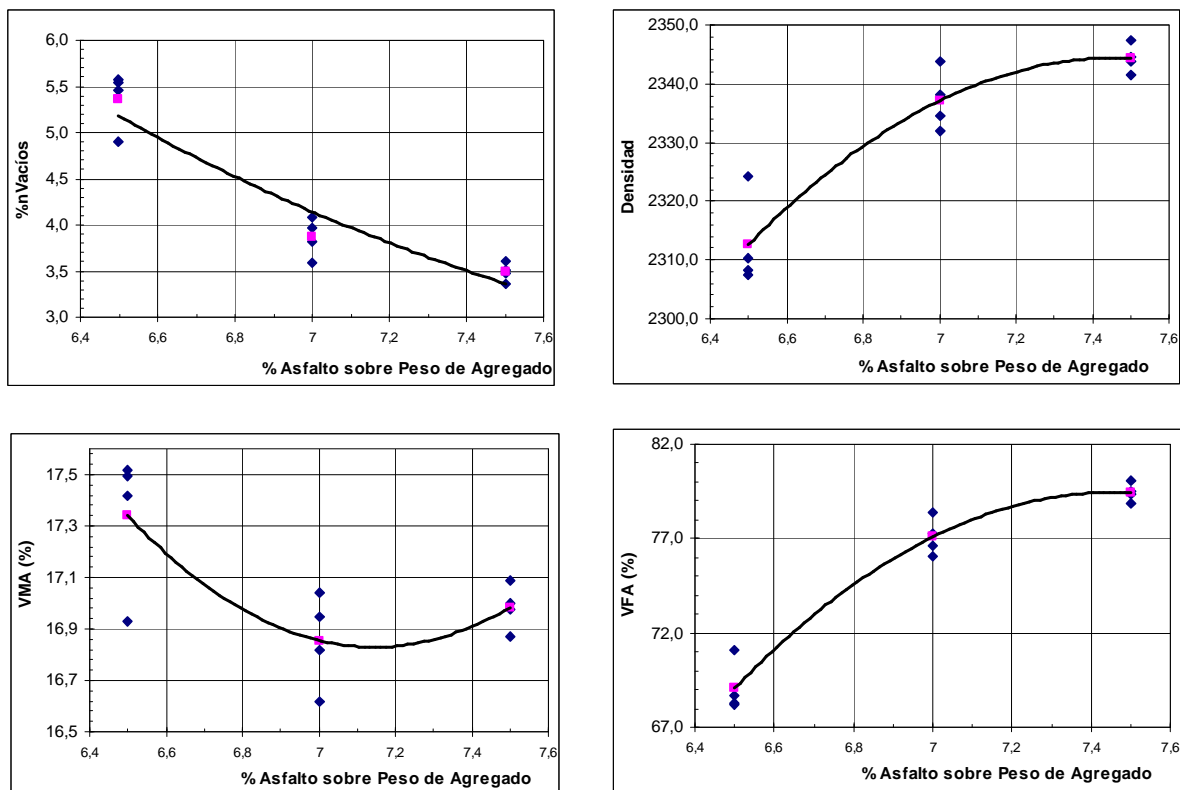 6,0
5,5
5,0
4,5
4,0
3,5
3,0
%nVacíos
6,4 6,6 6,8 7 7,2 7,4 7,6
% Asfalto sobre Peso de Agregado
2350,0
2340,0
2330,0
2320,0
2310,0
2300,0
Densidad
6,4 6,6 6,8 7 7,2 7,4 7,6
% Asfalto sobre Peso de Agregado
17,5
17,3
17,1
16,9
16,7
16,5
VMA (%)
6,4 6,6 6,8 7 7,2 7,4 7,6
% Asfalto sobre Peso de Agregado
82,0
77,0
72,0
67,0
VFA (%)
6,4 6,6 6,8 7 7,2 7,4 7,6
% Asfalto sobre Peso de Agregado